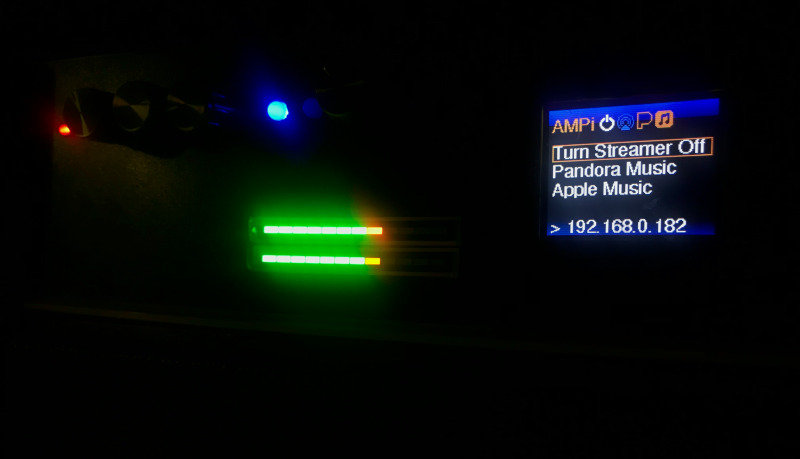 AMPi
Turn Streamer Off
Pandora Music
Apple Music
> 192.168.0.182